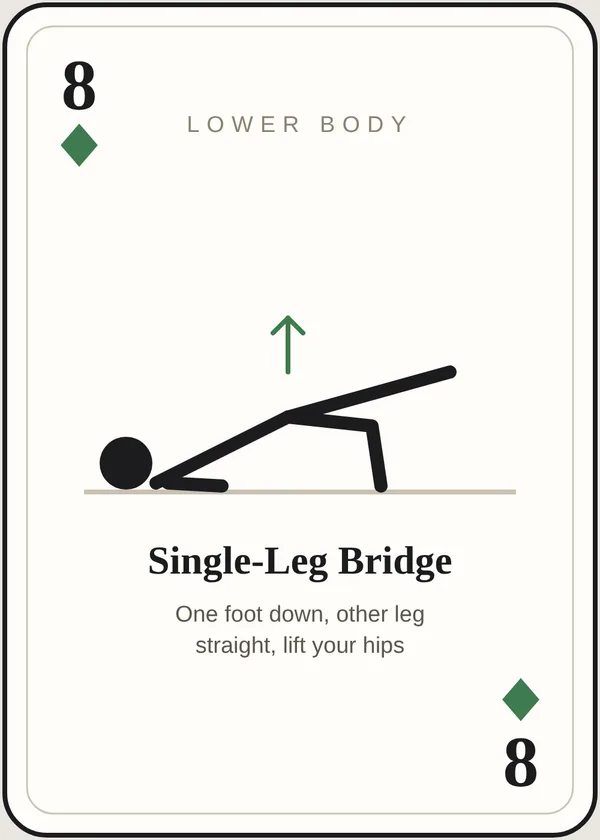 8
LOWER BODY
Single-Leg Bridge
One foot down, other leg
straight, lift your hips
8